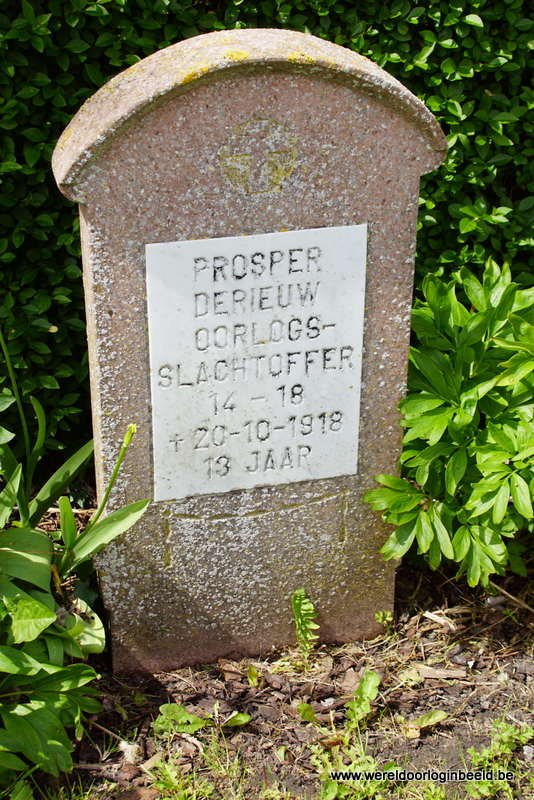 PROSPER
DERIEUW
OORLOGS-
SLACHTOFFER
14 - 18
+ 20-10-1918
13 JAAR
www.wereldoorloginbeeld.be